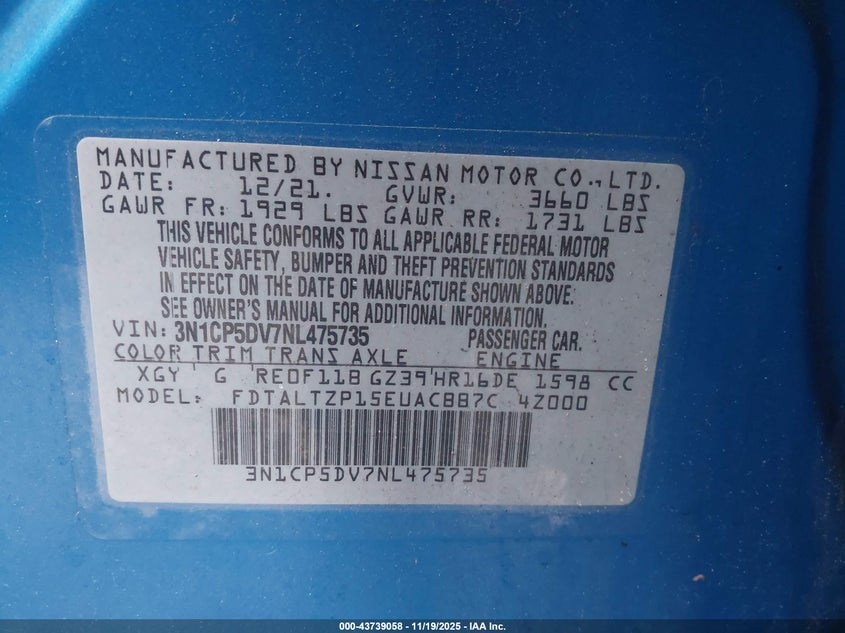 MANUFACTURED BY NISSAN MOTOR CO., LTD.
DATE: 12/21. GVWR: 3660 LBS
GAWR FR: 1929 LBS GAWR RR: 1731 LBS
THIS VEHICLE CONFORMS TO ALL APPLICABLE FEDERAL MOTOR
VEHICLE SAFETY, BUMPER AND THEFT PREVENTION STANDARDS
IN EFFECT ON THE DATE OF MANUFACTURE SHOWN ABOVE.
SEE OWNER'S MANUAL FOR ADDITIONAL INFORMATION
VIN: 3N1CP5DV7NL475735 PASSENGER CAR.
COLOR TRIM TRANS AXLE ENGINE
XGY G RE0F11B GZ39 HR16DE 1598 CC
MODEL: FDTALTZP15EUACBB7C 4Z000
3N1CP5DV7NL475735
000-43739058 - 11/19/2025 - IAA Inc.